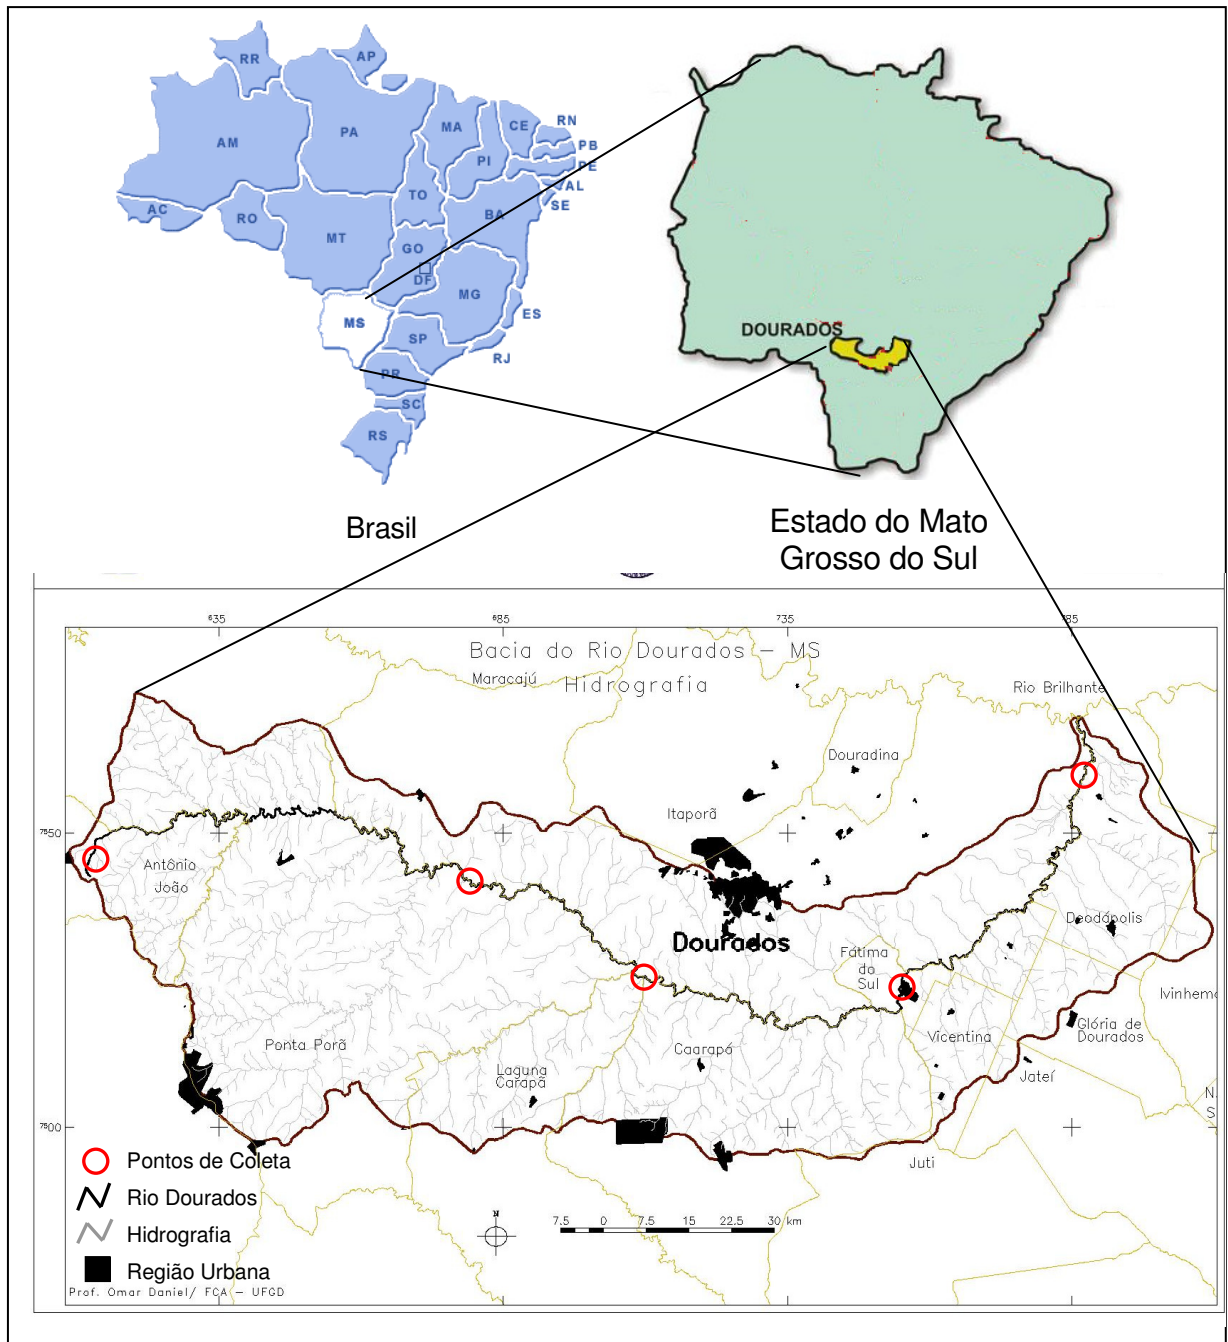 RR
AP
AM
PA
MA
CE
RN
PB
PI
PE
AL
SE
AC
RO
TO
BA
MT
GO
DF
MG
MS
ES
SP
RJ
PR
SC
RS
DOURADOS
Brasil
Estado do Mato
Grosso do Sul
635
685
735
785
Bacia do Rio Dourados – MS
Hidrografia
Maracajú
Rio Brilhante
Douradina
Itaporã
7550
Antônio
João
Dourados
Deodápolis
Fátima
do
Sul
Ivinhema
Glória de
Dourados
Vicentina
Ponta Porã
Caarapó
Laguna
Carapã
Jateí
N.
S
7500
Juti
Pontos de Coleta
Rio Dourados
Hidrografia
Região Urbana
N
7.5 0 7.5 15 22.5 30 km
Prof. Omar Daniel/ FCA – UFGD